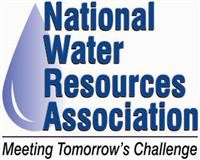 National
Water
Resources
Association
Meeting Tomorrow's Challenge